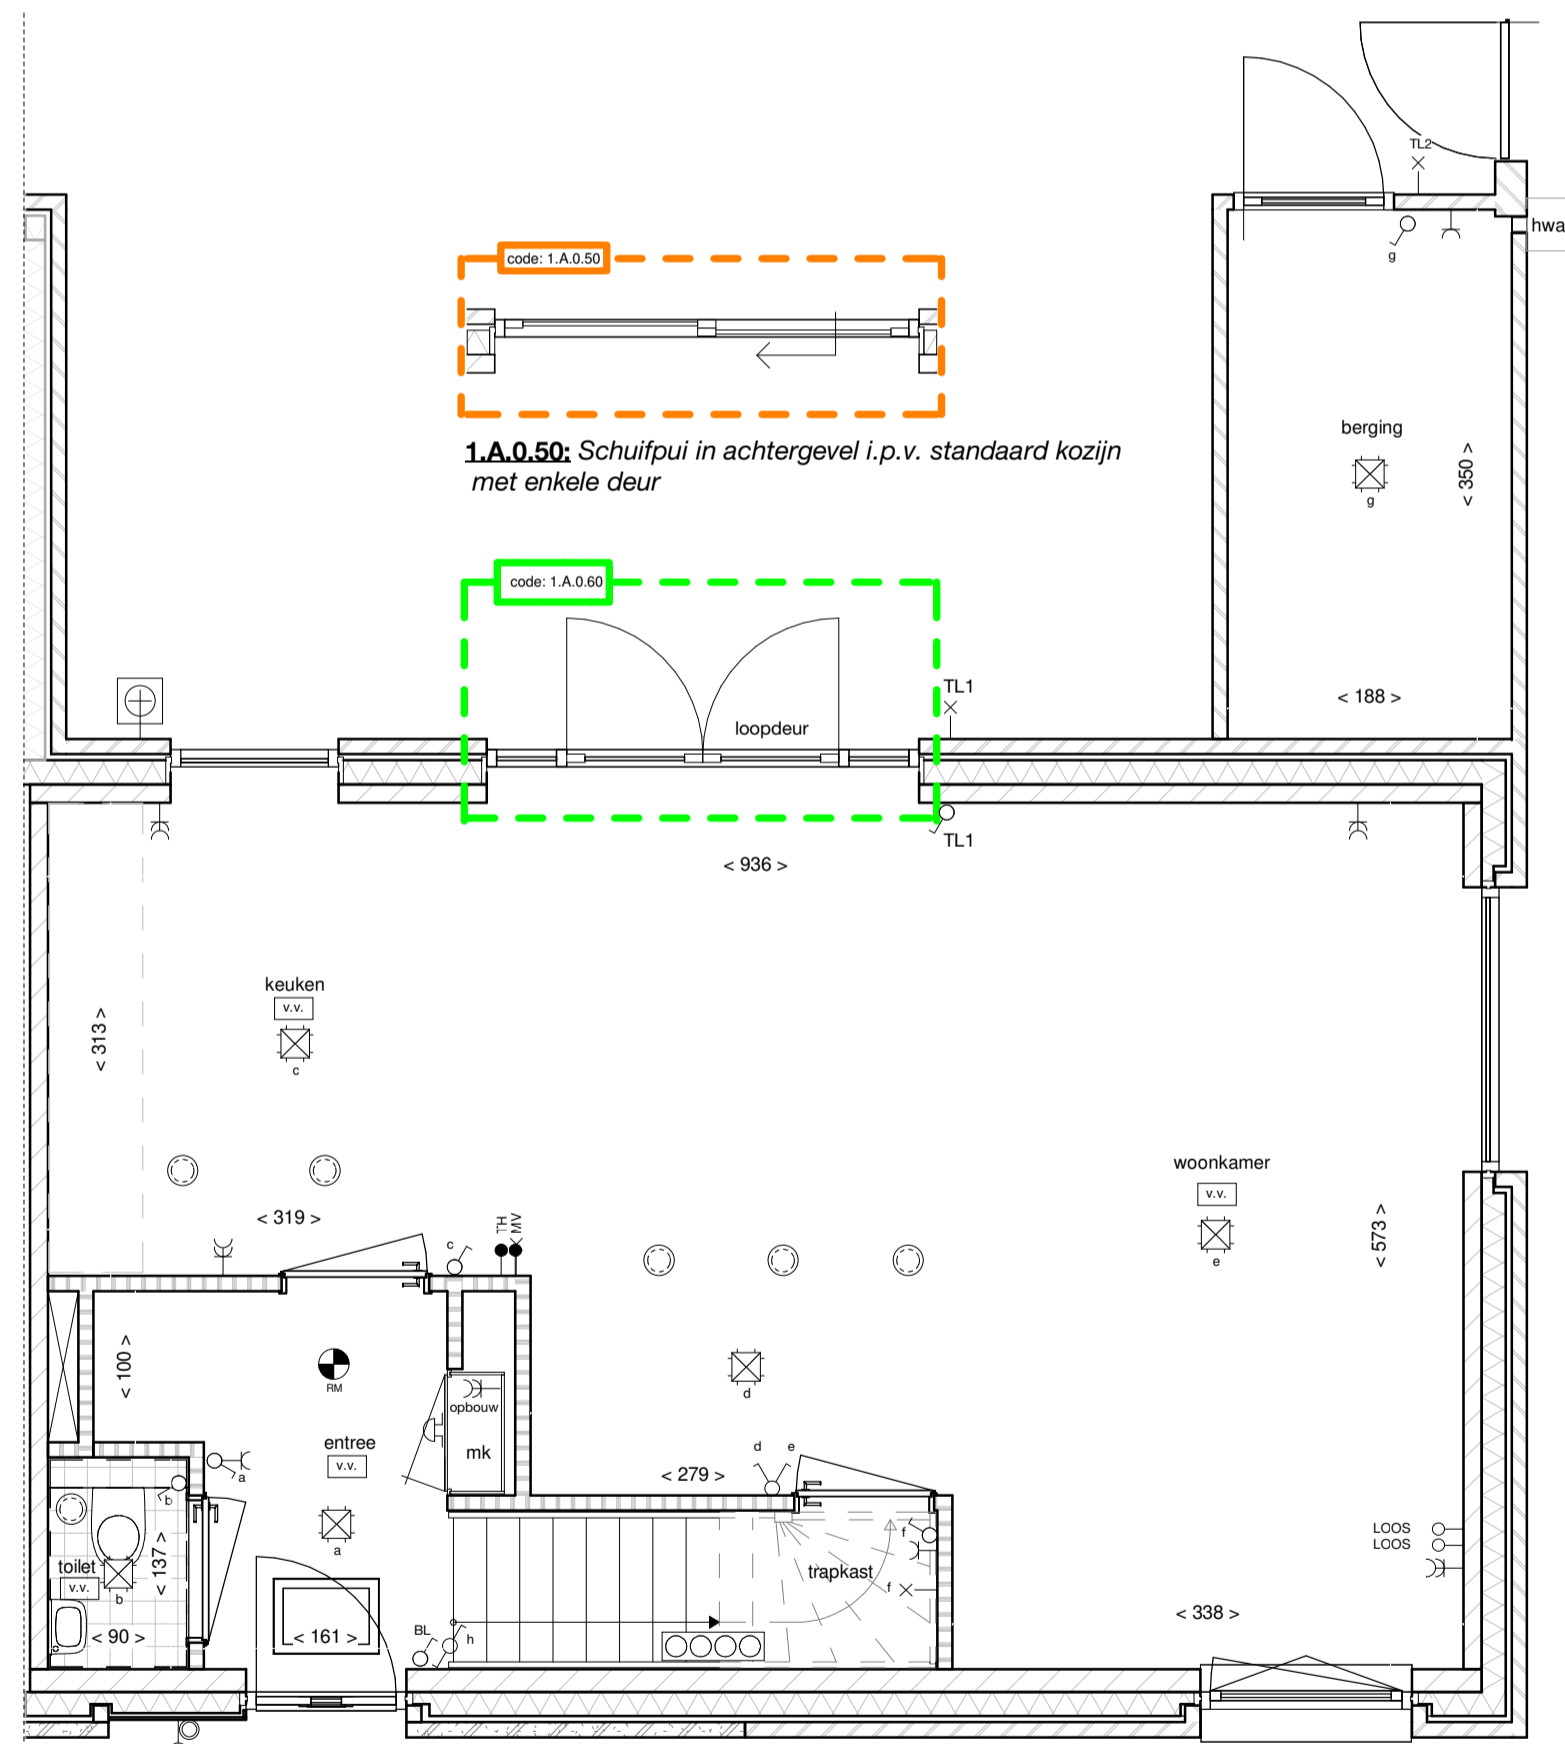 TL2
hwa
g
code: 1.A.0.50
1.A.0.50: Schuifpui in achtergevel i.p.v. standaard kozijn
met enkele deur
berging
g
< 350 >
code: 1.A.0.60
TL1
loopdeur
< 188 >
TL1
< 936 >
keuken
v.v.
c
< 313 >
woonkamer
v.v.
e
< 573 >
< 319 >
c
TH
MV
< 100 >
RM
d
opbouw
mk
entree
v.v.
a
a
< 279 >
d e
b
toilet
v.v.
b
< 137 >
< 90 >
< 161 >
BL
h
f
trapkast
f
LOOS
LOOS
< 338 >